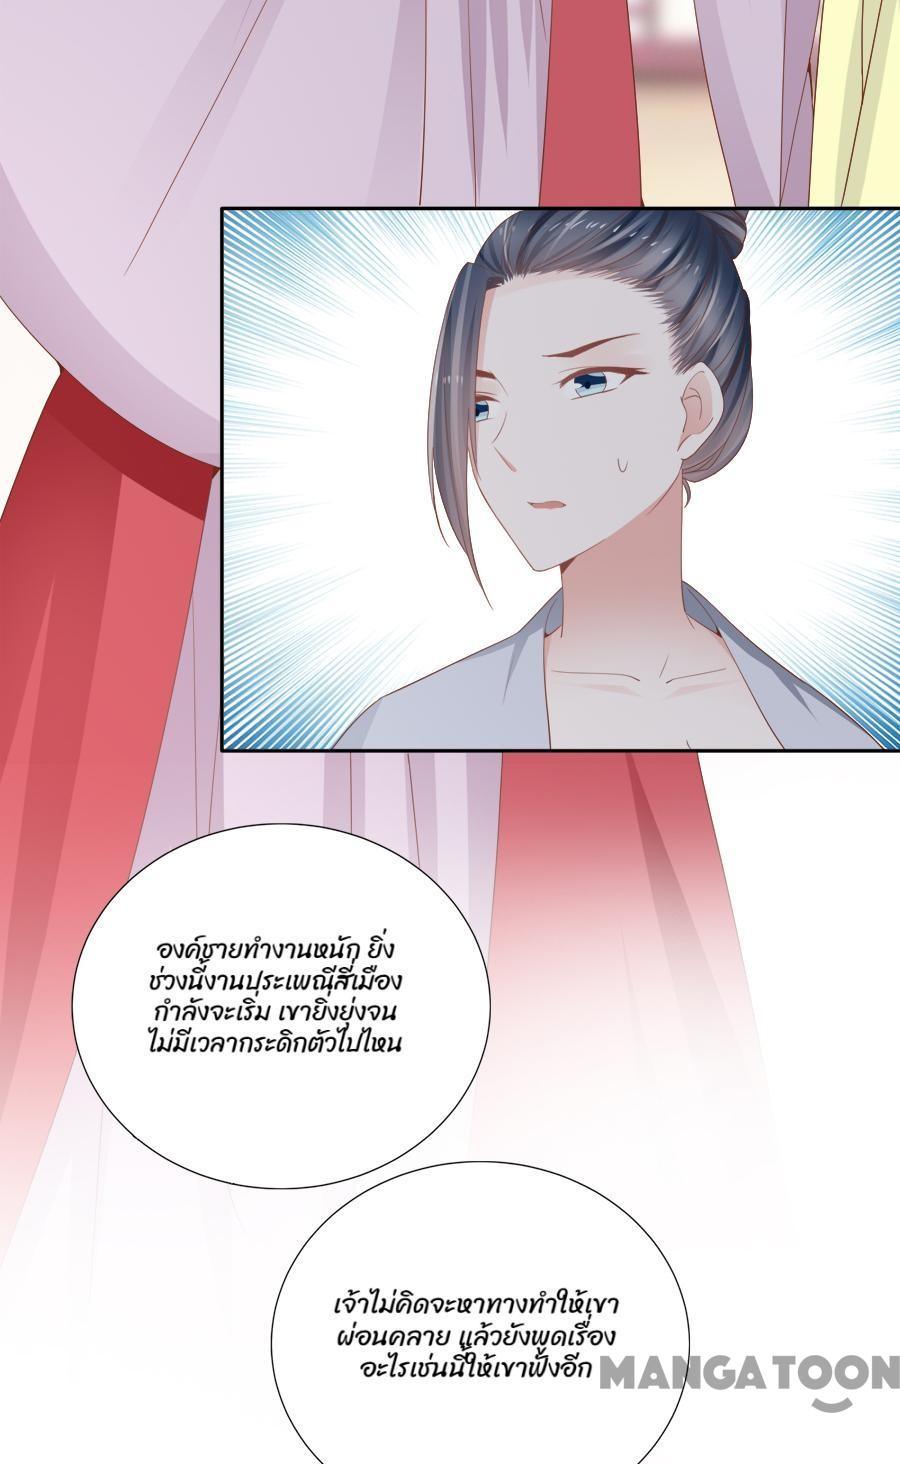 องค์ชายทำงานหนัก ยิ่ง
ช่วงนี้งานประเพณีสี่เมือง
กำลังจะเริ่ม เขายิ่งยุ่งจน
ไม่มีเวลากระดิกตัวไปไหน
เจ้าไม่คิดจะหาทางทำให้เขา
ผ่อนคลาย แล้วยังพูดเรื่อง
อะไรเช่นนี้ให้เขาฟังอีก
MANGATOON